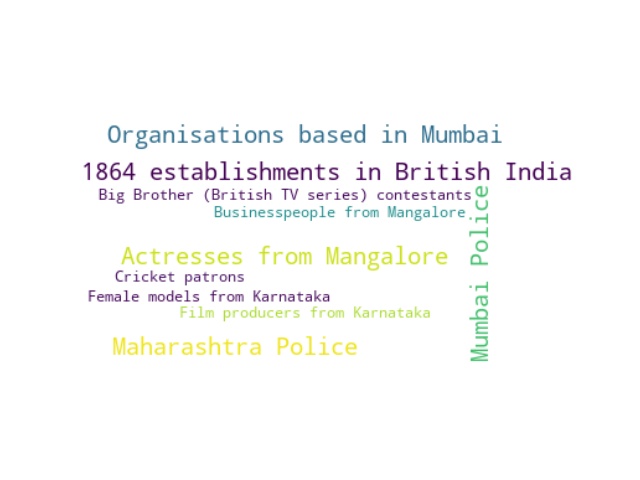 Organisations based in Mumbai
1864 establishments in British India
Big Brother (British TV series) contestants
Businesspeople from Mangalore
Mumbai Police
Actresses from Mangalore
Cricket patrons
Female models from Karnataka
Film producers from Karnataka
Maharashtra Police